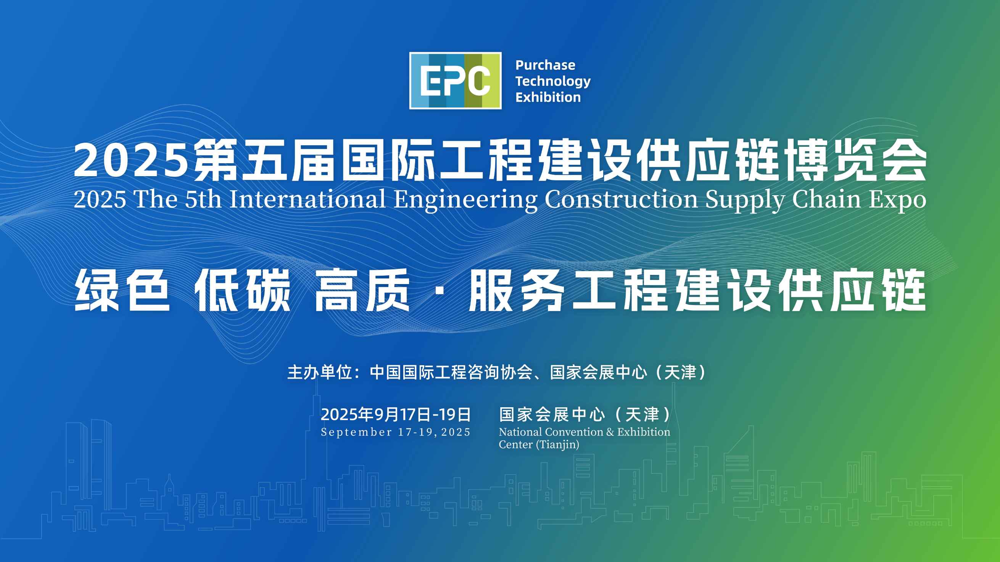 EPC
Purchase
Technology
Exhibition
2025第五届国际工程建设供应链博览会
2025 The 5th International Engineering Construction Supply Chain Expo
绿色 低碳 高质·服务工程建设供应链
主办单位：中国国际工程咨询协会、国家会展中心（天津）
2025年9月17日-19日
September 17-19, 2025
国家会展中心（天津）
National Convention & Exhibition
Center (Tianjin)